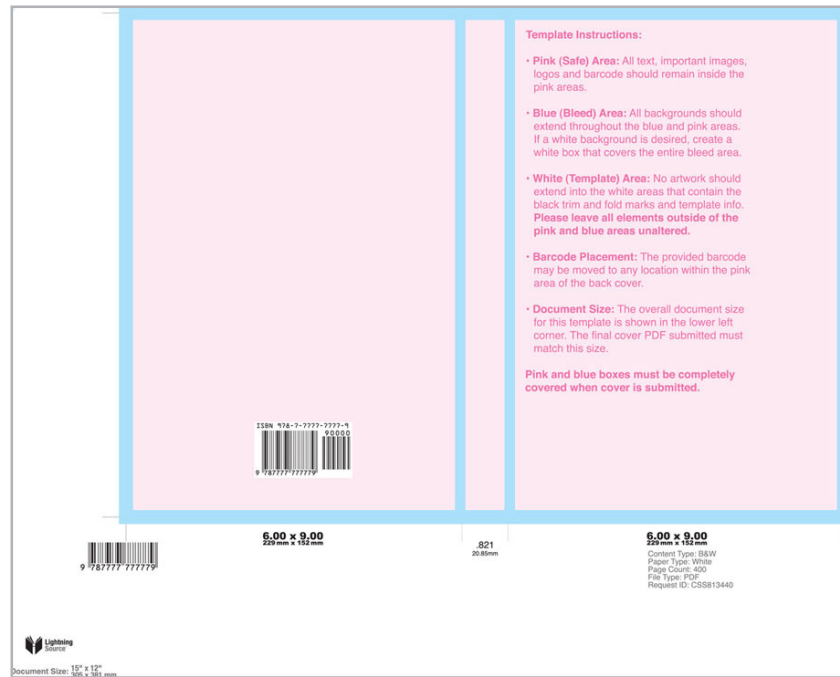 Template Instructions:
• Pink (Safe) Area: All text, important images,
logos and barcode should remain inside the
pink areas.
• Blue (Bleed) Area: All backgrounds should
extend throughout the blue and pink areas.
If a white background is desired, create a
white box that covers the entire bleed area.
• White (Template) Area: No artwork should
extend into the white areas that contain the
black trim and fold marks and template info.
Please leave all elements outside of the
pink and blue areas unaltered.
• Barcode Placement: The provided barcode
may be moved to any location within the pink
area of the back cover.
• Document Size: The overall document size
for this template is shown in the lower left
corner. The final cover PDF submitted must
match this size.
Pink and blue boxes must be completely
covered when cover is submitted.
ISBN 978-7-7777-7777-9
90000
9 787777 777779
6.00 x 9.00
229 mm x 152 mm
.821
20.85mm
6.00 x 9.00
229 mm x 152 mm
Content Type: B&W
Paper Type: White
Page Count: 400
File Type: PDF
Request ID: CSS813440
9 787777 777779
Lightning
Source
Document Size: 15" x 12"
305 x 381 mm